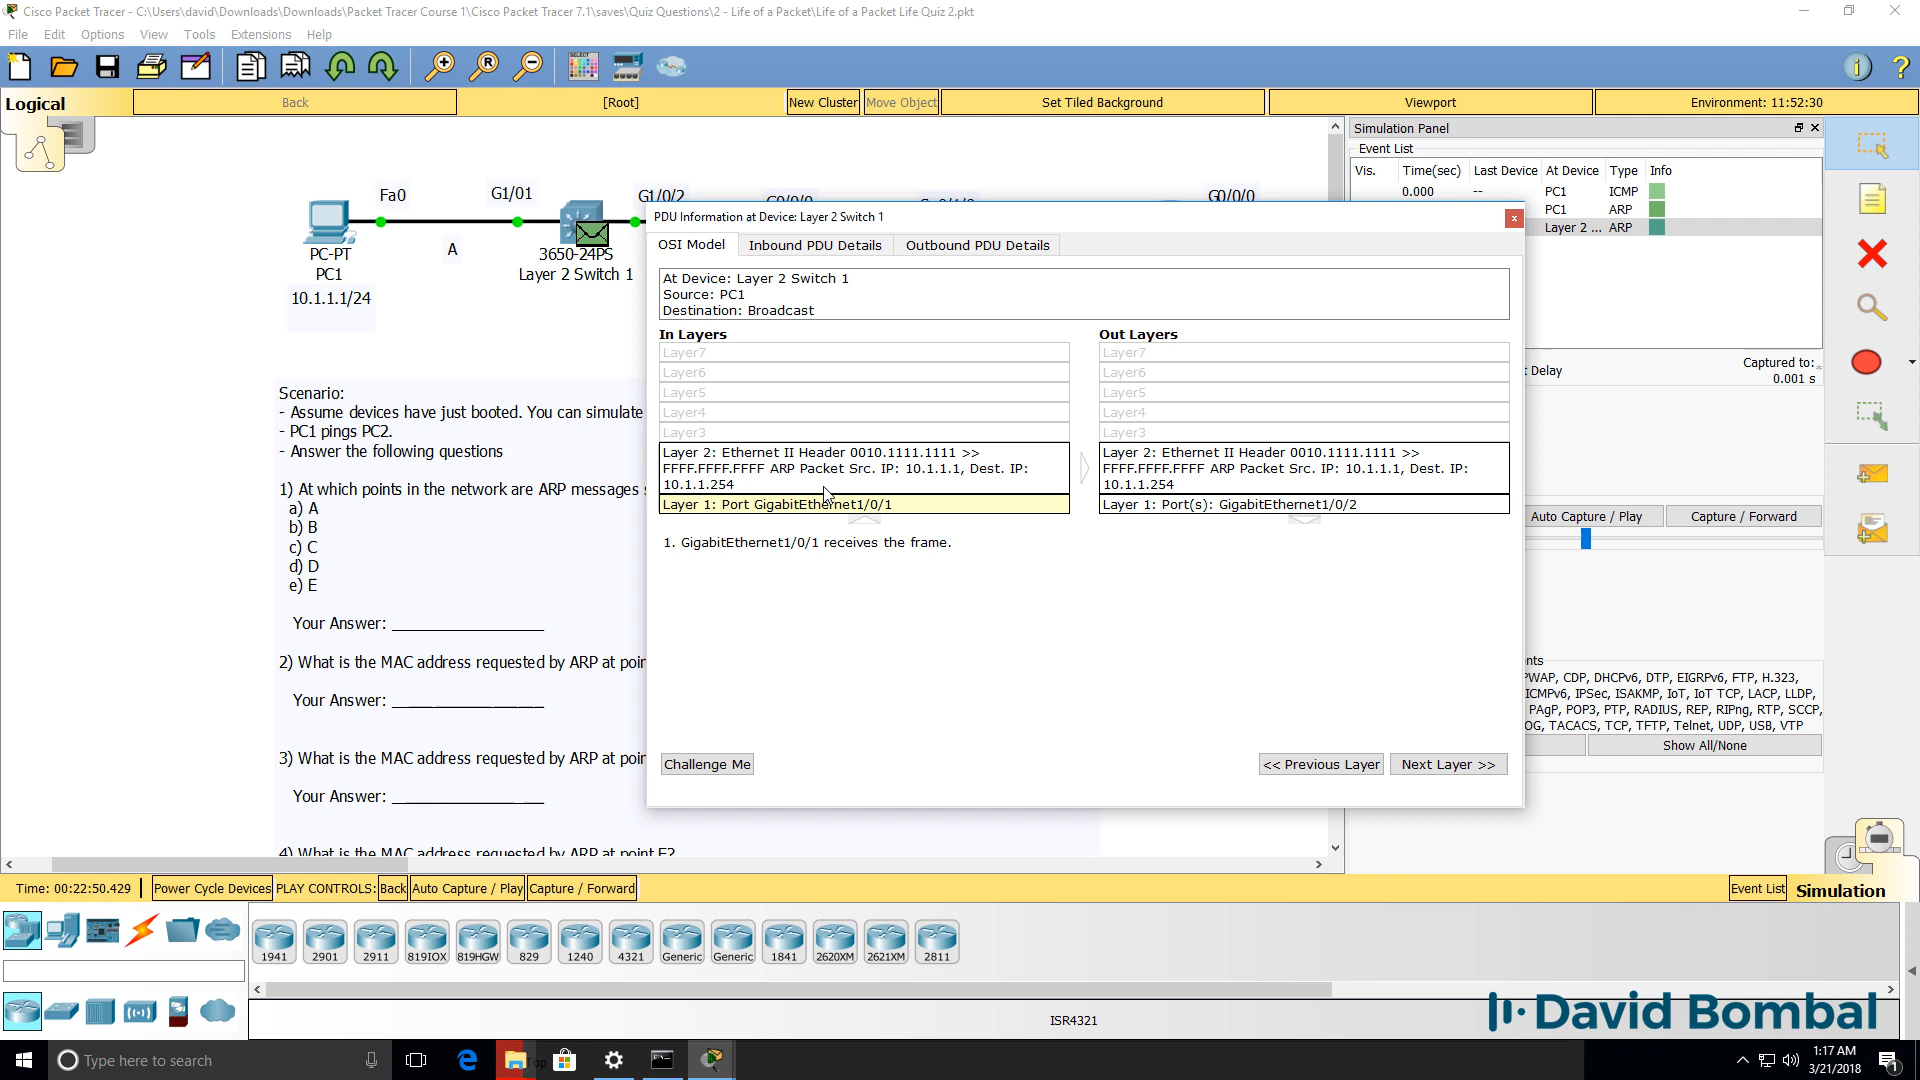 Cisco Packet Tracer - C:\Users\david\Downloads\Downloads\Packet Tracer Course 1\Cisco Packet Tracer 7.1\saves\Quiz Questions\2 - Life of a Packet\Life of a Packet Life Quiz 2.pkt
File Edit Options View Tools Extensions Help
Logical Back [Root] New Cluster Move Object Set Tiled Background Viewport Environment: 11:52:30
Simulation Panel
Event List
Vis. Time(sec) Last Device At Device Type Info
0.000 -- PC1 ICMP
PC1 ARP
Layer 2 ... ARP
Fa0 G1/01 G1/0/2 G0/0/0
A
PC-PT
PC1
10.1.1.1/24
3650-24PS
Layer 2 Switch 1
PDU Information at Device: Layer 2 Switch 1
OSI Model Inbound PDU Details Outbound PDU Details
At Device: Layer 2 Switch 1
Source: PC1
Destination: Broadcast
In Layers Out Layers
Layer7 Layer7
Layer6 Layer6
Layer5 Layer5
Layer4 Layer4
Layer3 Layer3
Layer 2: Ethernet II Header 0010.1111.1111 >>
FFFF.FFFF.FFFF ARP Packet Src. IP: 10.1.1.1, Dest. IP:
10.1.1.254
Layer 2: Ethernet II Header 0010.1111.1111 >>
FFFF.FFFF.FFFF ARP Packet Src. IP: 10.1.1.1, Dest. IP:
10.1.1.254
Layer 1: Port GigabitEthernet1/0/1
Layer 1: Port(s): GigabitEthernet1/0/2
1. GigabitEthernet1/0/1 receives the frame.
Challenge Me << Previous Layer Next Layer >>
Scenario:
- Assume devices have just booted. You can simulate
- PC1 pings PC2.
- Answer the following questions
1) At which points in the network are ARP messages
a) A
b) B
c) C
d) D
e) E
Your Answer: 
2) What is the MAC address requested by ARP at poin
Your Answer: 
3) What is the MAC address requested by ARP at poin
Your Answer: 
4) What is the MAC address requested by ARP at point E?
Delay Captured to:
0.001 s
Auto Capture / Play Capture / Forward
nts
PWAP, CDP, DHCPv6, DTP, EIGRPv6, FTP, H.323,
ICMPv6, IPSec, ISAKMP, IoT, IoT TCP, LACP, LLDP,
PAgP, POP3, PTP, RADIUS, REP, RIPng, RTP, SCCP,
OG, TACACS, TCP, TFTP, Telnet, UDP, USB, VTP
Show All/None
Time: 00:22:50.429 Power Cycle Devices PLAY CONTROLS: Back Auto Capture / Play Capture / Forward Event List Simulation
1941 2901 2911 819IOX 819HGW 829 1240 4321 Generic Generic 1841 2620XM 2621XM 2811
ISR4321
David Bombal
Type here to search
1:17 AM
3/21/2018
1